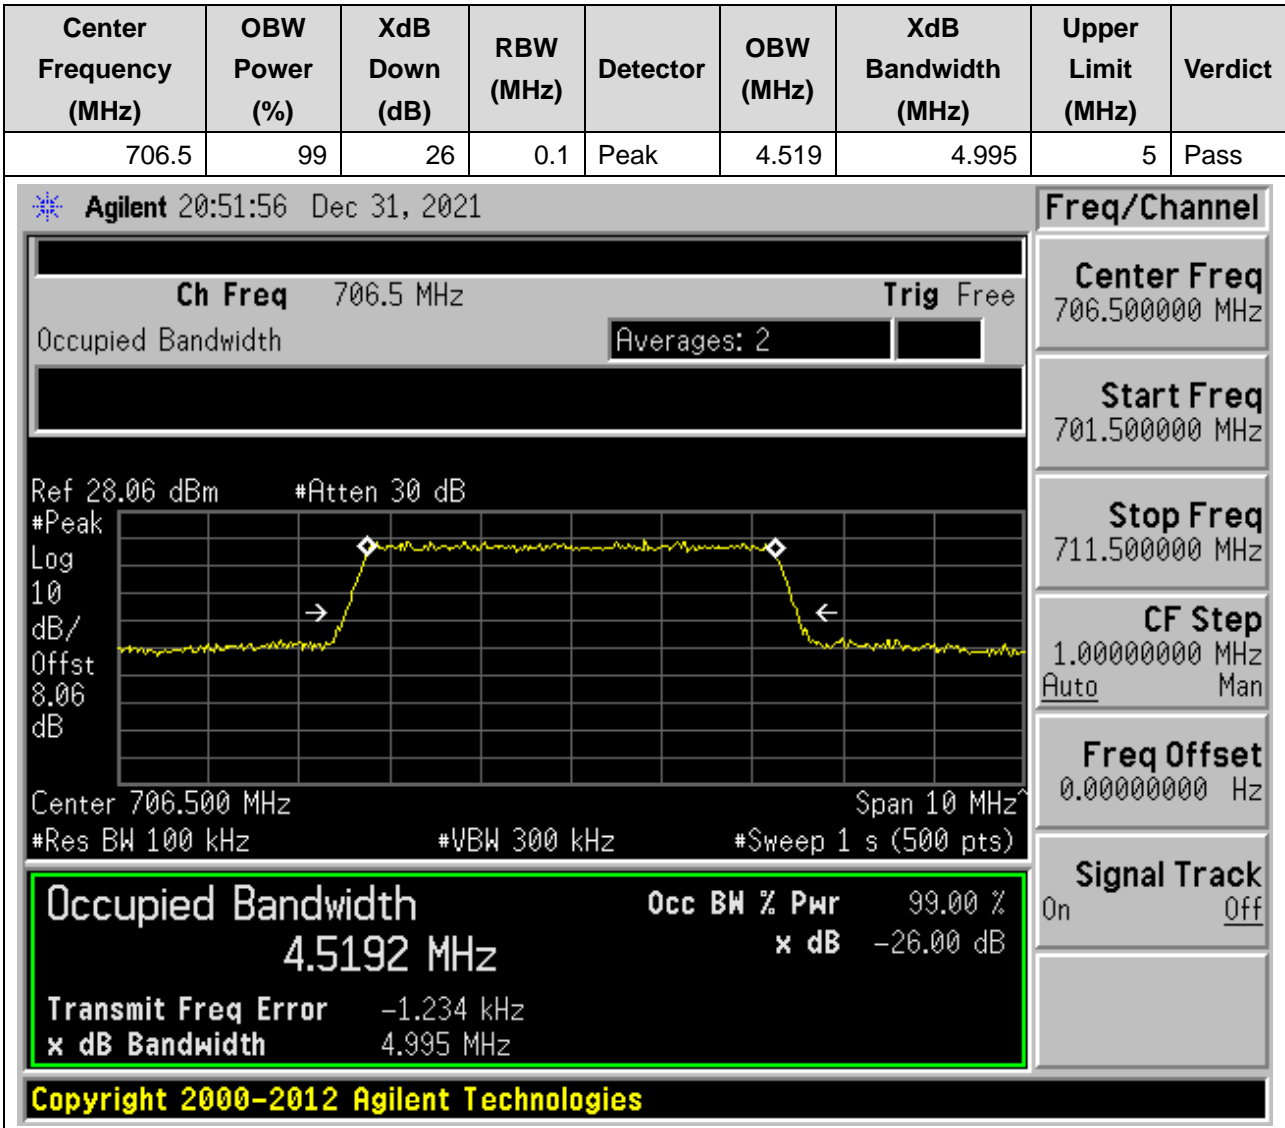 Center Frequency (MHz) OBW Power (%) XdB Down (dB) RBW (MHz) Detector OBW (MHz) XdB Bandwidth (MHz) Upper Limit (MHz) Verdict
706.5 99 26 0.1 Peak 4.519 4.995 5 Pass
Agilent 20:51:56 Dec 31, 2021
Freq/Channel
Ch Freq 706.5 MHz Trig Free
Occupied Bandwidth Averages: 2
Center Freq
706.500000 MHz
Start Freq
701.500000 MHz
Stop Freq
711.500000 MHz
CF Step
1.00000000 MHz
Auto Man
Freq Offset
0.00000000 Hz
Signal Track
On Off
Ref 28.06 dBm #Atten 30 dB
#Peak
Log
10
dB/
Offst
8.06
dB
Center 706.500 MHz Span 10 MHz^
#Res BW 100 kHz #VBW 300 kHz #Sweep 1 s (500 pts)
Occupied Bandwidth Occ BW % Pwr 99.00 %
4.5192 MHz x dB -26.00 dB
Transmit Freq Error -1.234 kHz
x dB Bandwidth 4.995 MHz
Copyright 2000-2012 Agilent Technologies